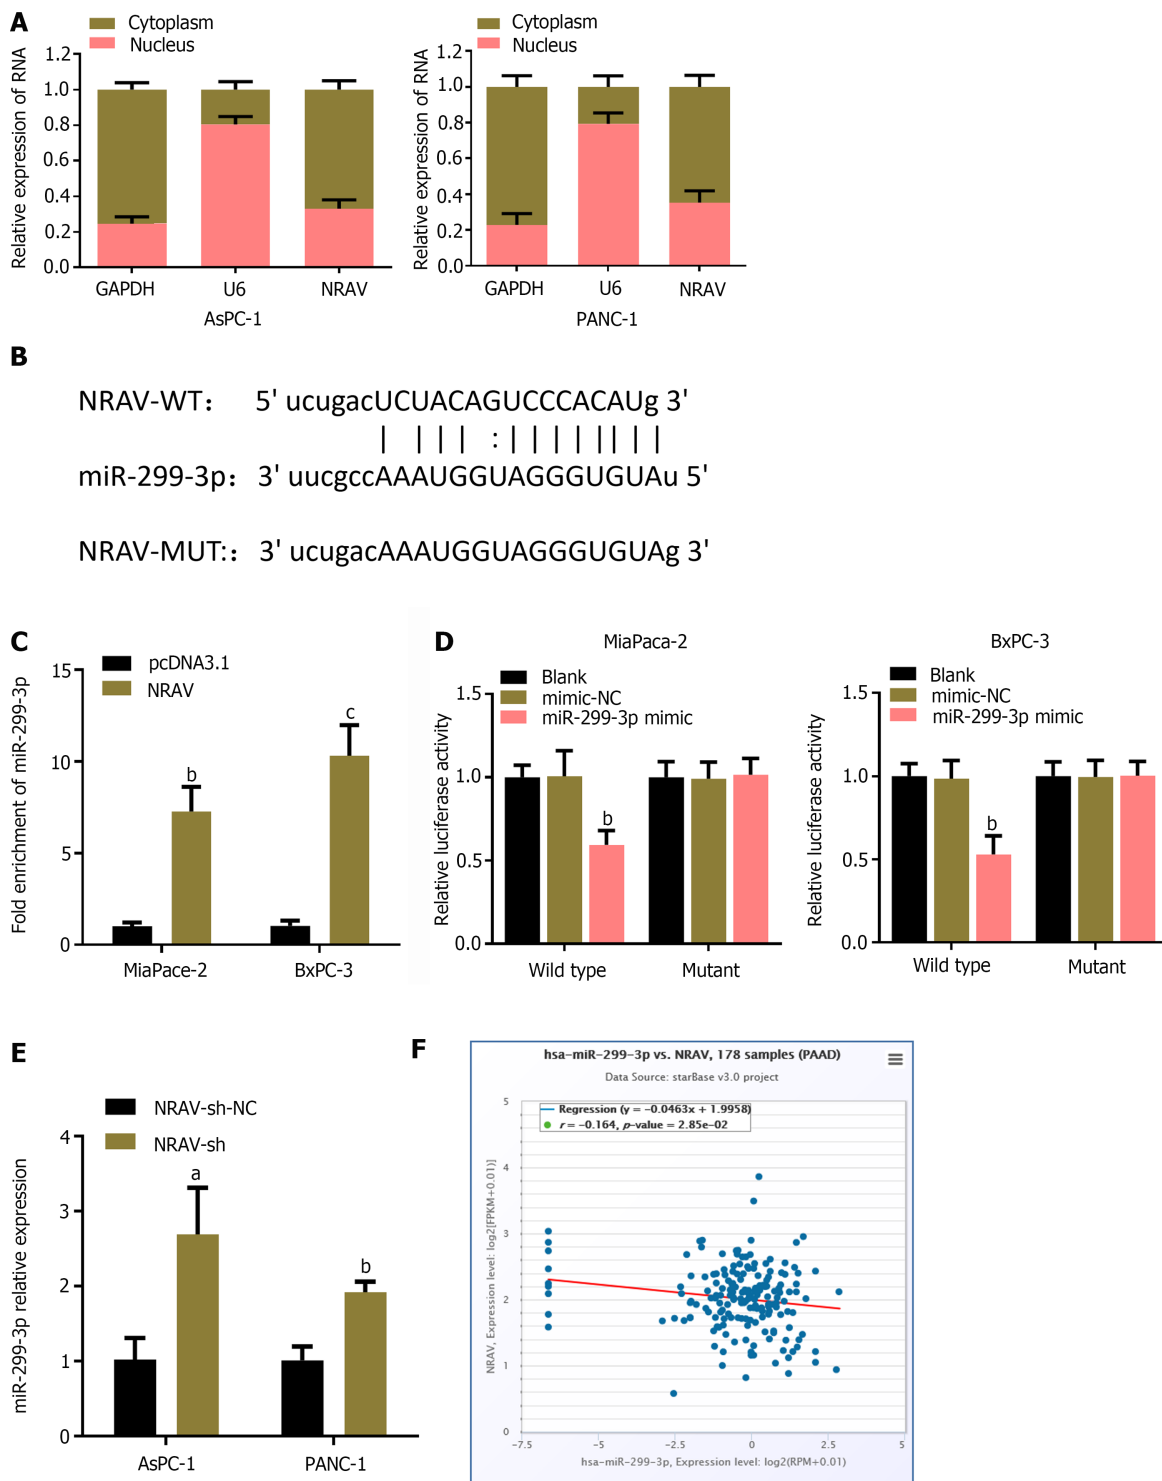 A
Cytoplasm
Nucleus
Relative expression of RNA
1.2
1.0
0.8
0.6
0.4
0.2
0.0
GAPDH U6 NRAV
AsPC-1
Cytoplasm
Nucleus
Relative expression of RNA
1.2
1.0
0.8
0.6
0.4
0.2
0.0
GAPDH U6 NRAV
PANC-1
B
NRAV-WT: 5' ucugacUCUACAGUCCCACAUg 3'
| | | | : | | | | | | | |
miR-299-3p: 3' uucgccAAAUGGUAGGGUGUAu 5'
NRAV-MUT:: 3' ucugacAAAUGGUAGGGUGUAg 3'
C
pcDNA3.1
NRAV
Fold enrichment of miR-299-3p
15
10
5
0
b
c
MiaPace-2 BxPC-3
D
MiaPaca-2
Blank
mimic-NC
miR-299-3p mimic
Relative luciferase activity
1.5
1.0
0.5
0.0
b
Wild type Mutant
BxPC-3
Blank
mimic-NC
miR-299-3p mimic
Relative luciferase activity
1.5
1.0
0.5
0.0
b
Wild type Mutant
E
NRAV-sh-NC
NRAV-sh
miR-299-3p relative expression
4
3
2
1
0
a
b
AsPC-1 PANC-1
F
hsa-miR-299-3p vs. NRAV, 178 samples (PAAD)
Data Source: starBase v3.0 project
Regression (y = -0.0463x + 1.9958)
r = -0.164, p-value = 2.85e-02
NRAV, Expression level: log2[FPKM+0.01)]
5
4
3
2
1
0
-7.5 -5 -2.5 0 2.5 5
hsa-miR-299-3p, Expression level: log2(RPM+0.01)